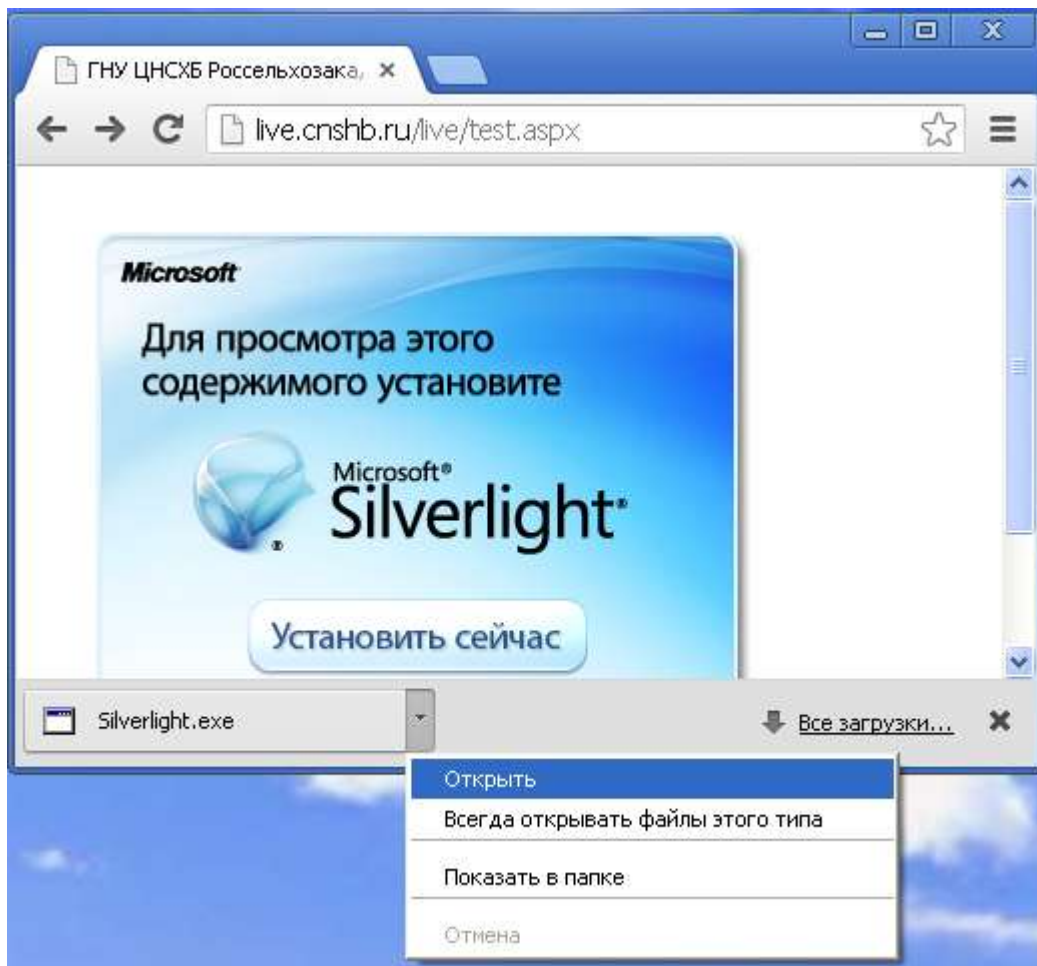 ГНУ ЦНСХБ Россельхозака
live.cnshb.ru/live/test.aspx
Microsoft
Для просмотра этого
содержимого установите
Microsoft®
Silverlight®
®
Установить сейчас
Silverlight.exe
Все загрузки...
Открыть
Всегда открывать файлы этого типа
Показать в папке
Отмена